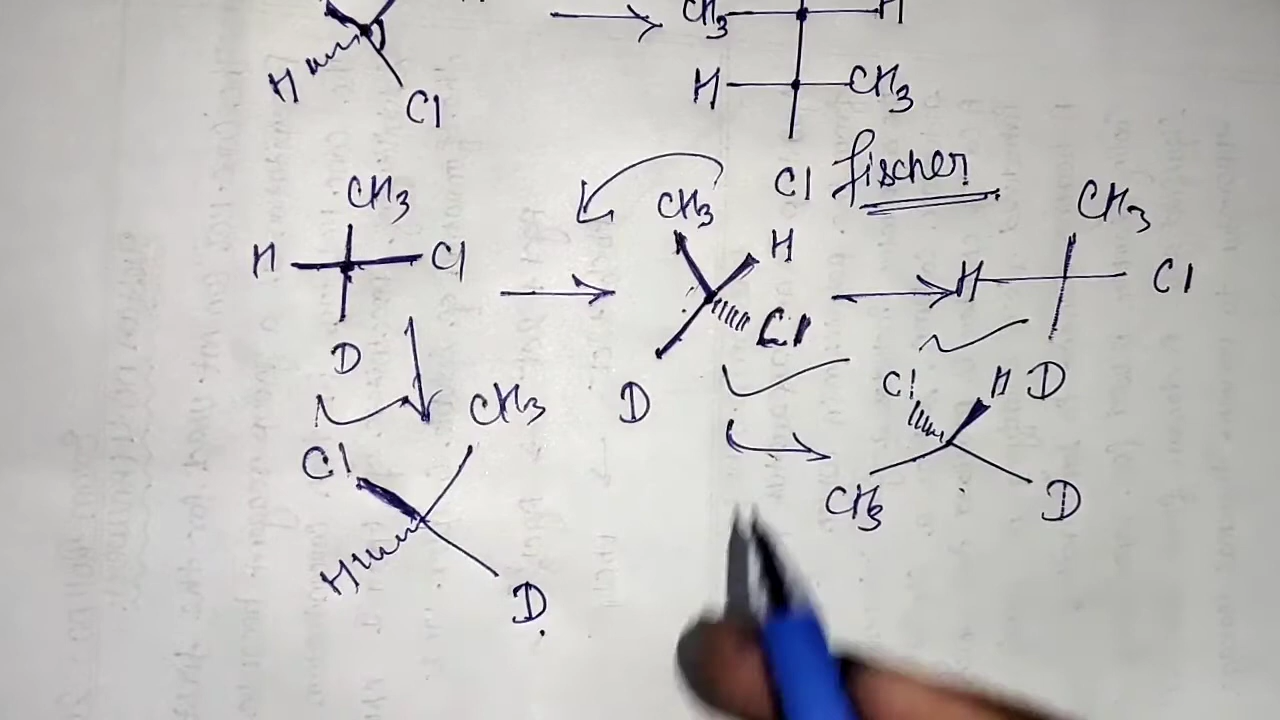 CH3 H
H CH3
H Cl
Cl fischer
CH3 CH3 CH3
H Cl H H Cl
D Cl
CH3 D Cl H D
Cl
CH3 D
H
D